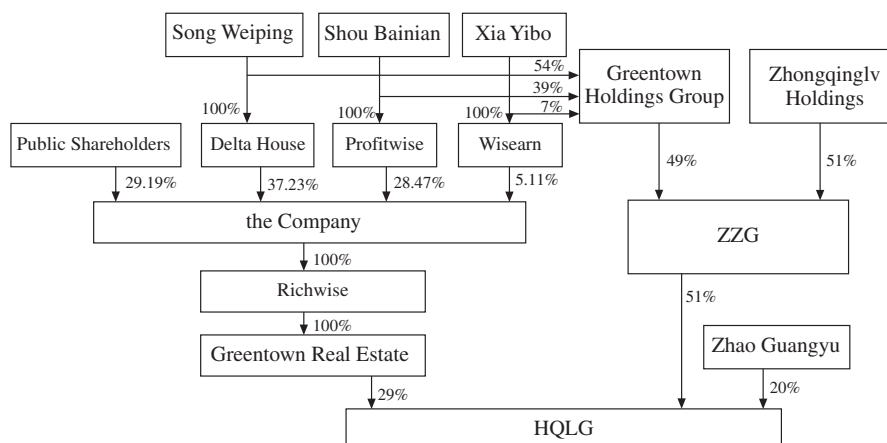 Song Weiping
Shou Bainian
Xia Yibo
54%
Greentown
Holdings Group
Zhongqinglv
Holdings
39%
7%
100%
100%
100%
Public Shareholders
Delta House
Profitwise
Wisearn
29.19%
37.23%
28.47%
5.11%
49%
51%
the Company
ZZG
100%
Richwise
51%
100%
Greentown Real Estate
Zhao Guangyu
29%
20%
HQLG